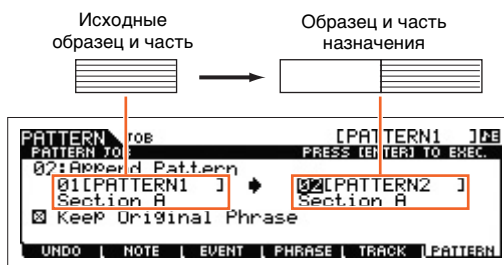 Исходные
образец и часть
Образец и часть
назначения
PATTERN JOB [PATTERN1 ]
PATTERN JOB PRESS [ENTER] TO EXEC.
02:Append Pattern
01[PATTERN1 ] 02[PATTERN2 ]
Section A Section A
Keep Original Phrase
UNDO NOTE EVENT PHRASE TRACK PATTERN